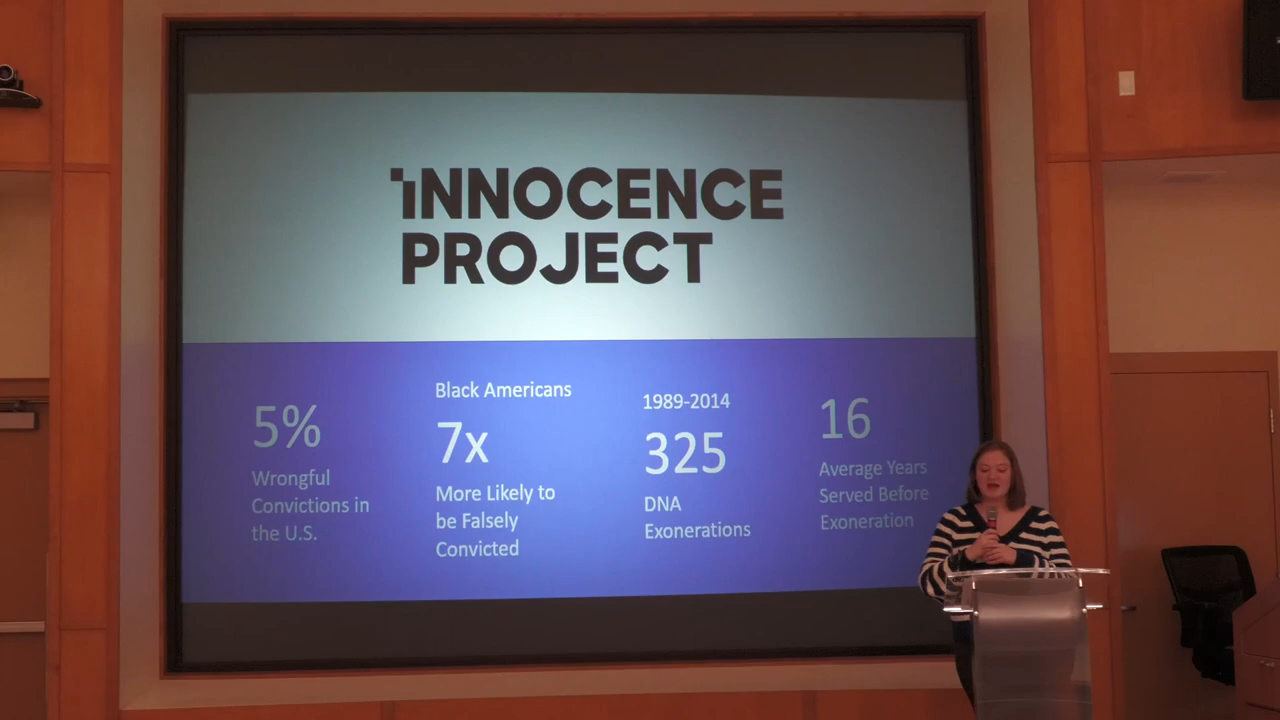 INNOCENCE
PROJECT
5%
Wrongful
Convictions in
the U.S.
Black Americans
7x
More Likely to
be Falsely
Convicted
1989-2014
325
DNA
Exonerations
16
Average Years
Served Before
Exoneration